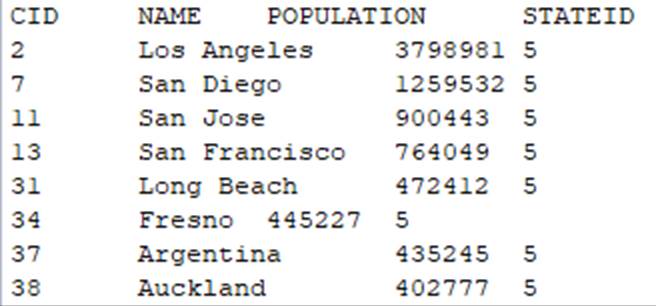 CID NAME POPULATION STATEID
2 Los Angeles 3798981 5
7 San Diego 1259532 5
11 San Jose 900443 5
13 San Francisco 764049 5
31 Long Beach 472412 5
34 Fresno 445227 5
37 Argentina 435245 5
38 Auckland 402777 5